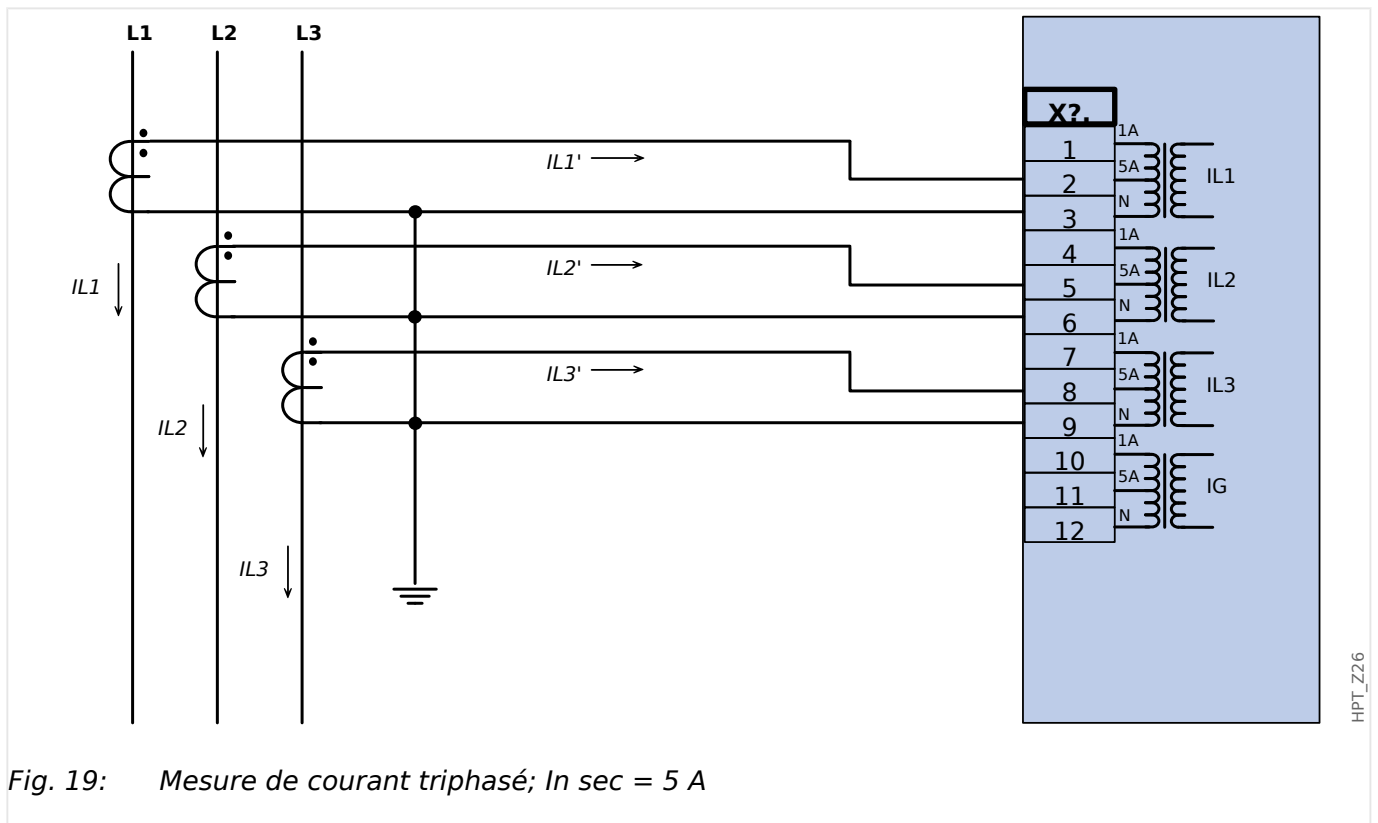 L1 L2 L3
X?.
1A
1
IL1'
5A
IL1
2
N
3
1A
4
IL2'
5A
IL2
IL1
5
N
6
1A
7
IL3'
5A
IL3
8
N
IL2
9
1A
10
5A
IG
11
N
12
IL3
HPT_Z26
Fig. 19: Mesure de courant triphasé; In sec = 5 A